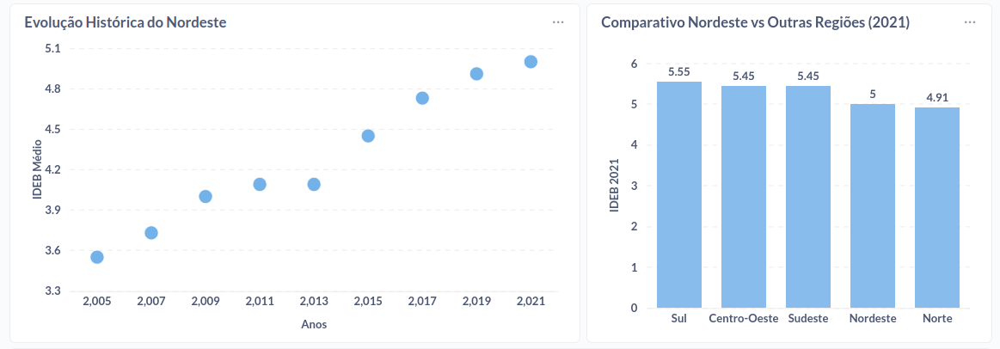 Evolução Histórica do Nordeste
...
5.1
4.8
4.5
4.2
3.9
3.6
3.3
IDEB Médio
2,005 2,007 2,009 2,011 2,013 2,015 2,017 2,019 2,021
Anos
Comparativo Nordeste vs Outras Regiões (2021)
...
6
5
4
3
2
1
0
IDEB 2021
5.55 5.45 5.45 5 4.91
Sul Centro-Oeste Sudeste Nordeste Norte